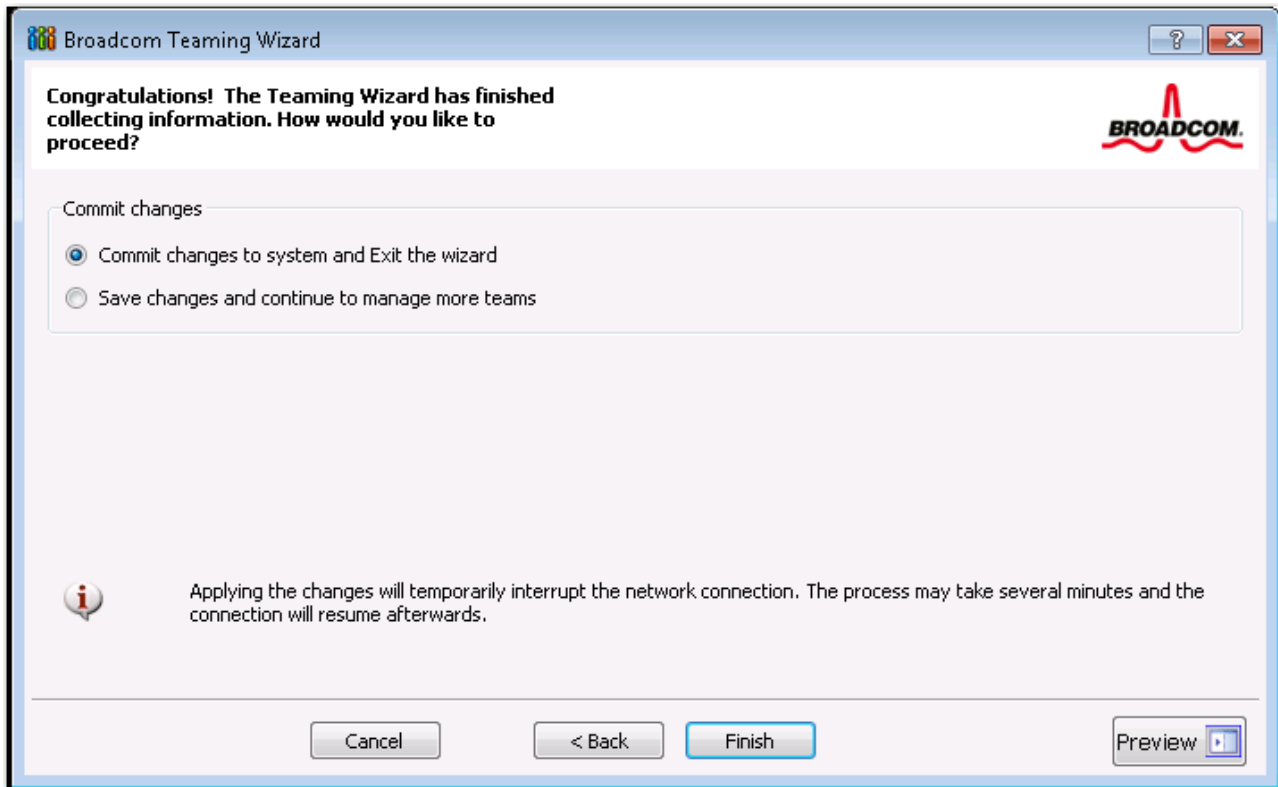 Broadcom Teaming Wizard
?
Congratulations! The Teaming Wizard has finished
collecting information. How would you like to
proceed?
BROADCOM.
Commit changes
Commit changes to system and Exit the wizard
Save changes and continue to manage more teams
i
Applying the changes will temporarily interrupt the network connection. The process may take several minutes and the
connection will resume afterwards.
Cancel
< Back
Finish
Preview